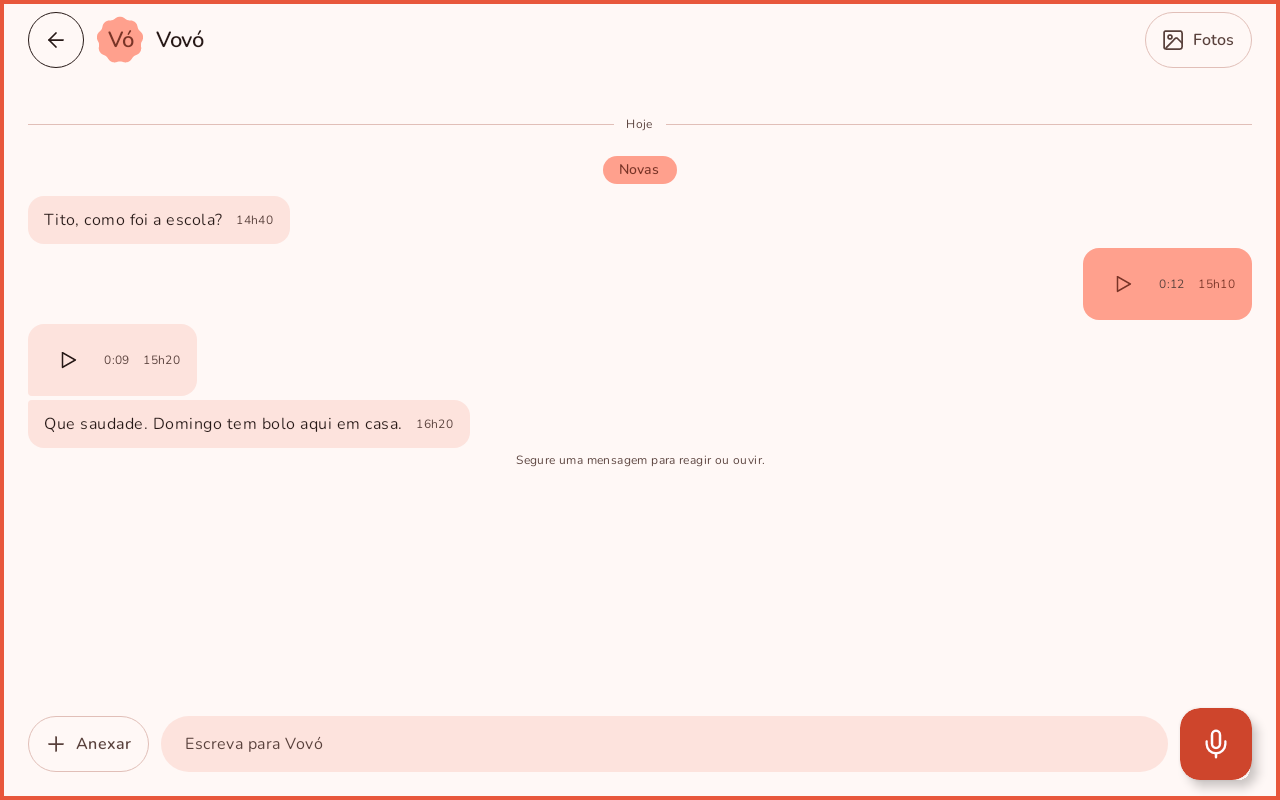 Vó Vovó
Fotos
Hoje
Novas
Tito, como foi a escola? 14h40
0:12 15h10
0:09 15h20
Que saudade. Domingo tem bolo aqui em casa. 16h20
Segure uma mensagem para reagir ou ouvir.
Anexar
Escreva para Vovó